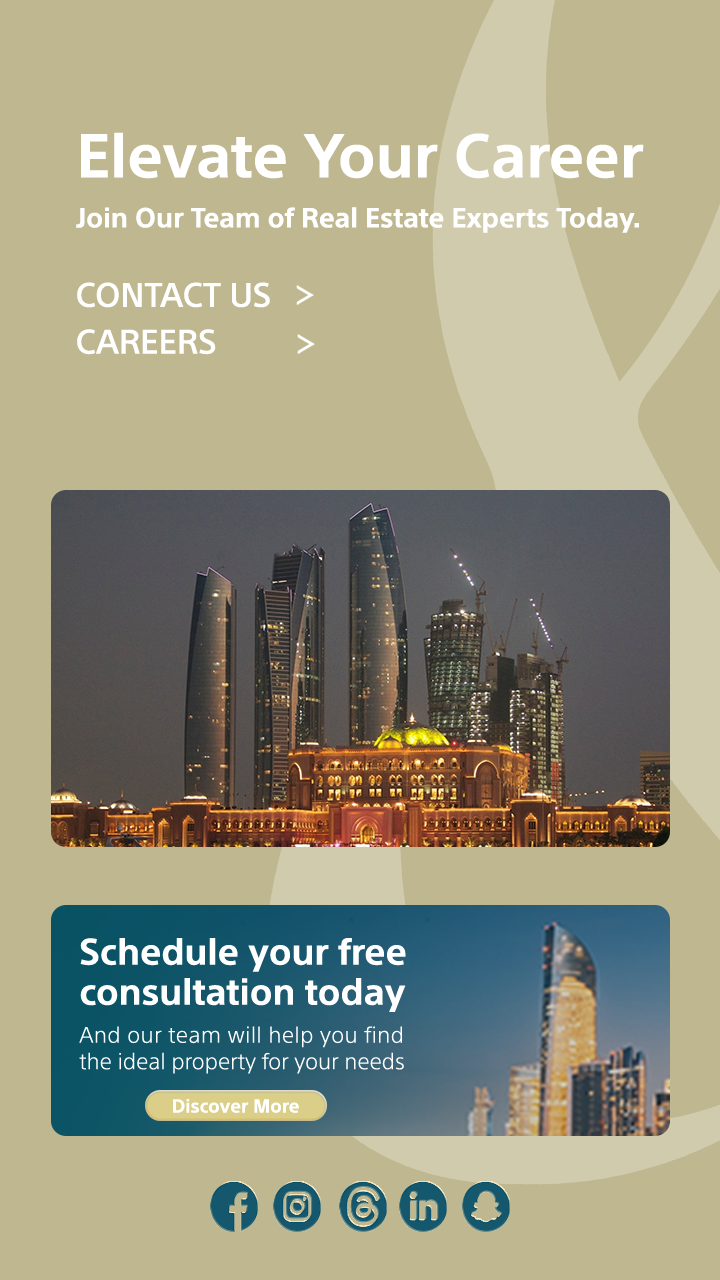 Elevate Your Career
Join Our Team of Real Estate Experts Today.
CONTACT US >
CAREERS >
Schedule your free
consultation today
And our team will help you find
the ideal property for your needs
Discover More